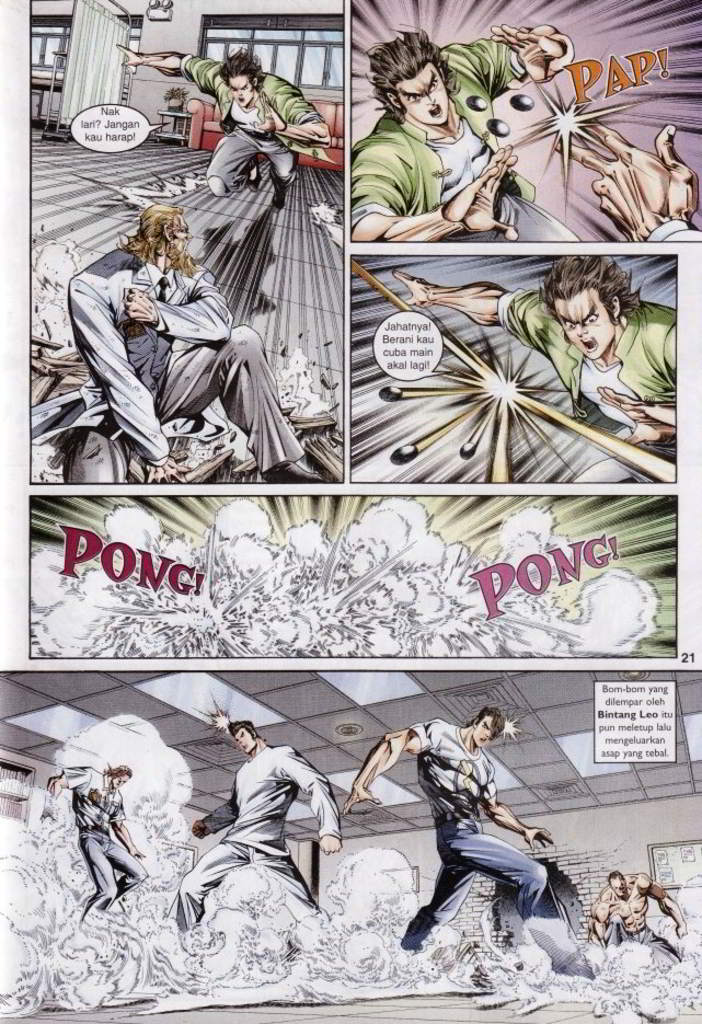 Nak
lari? Jangan
kau harap!
PAP!
Jahatnya!
Berani kau
cuba main
akal lagi!
PONG!
PONG!
21
Bom-bom yang
dilempar oleh
Bintang Leo itu
pun meletup lalu
mengeluarkan
asap yang tebal.